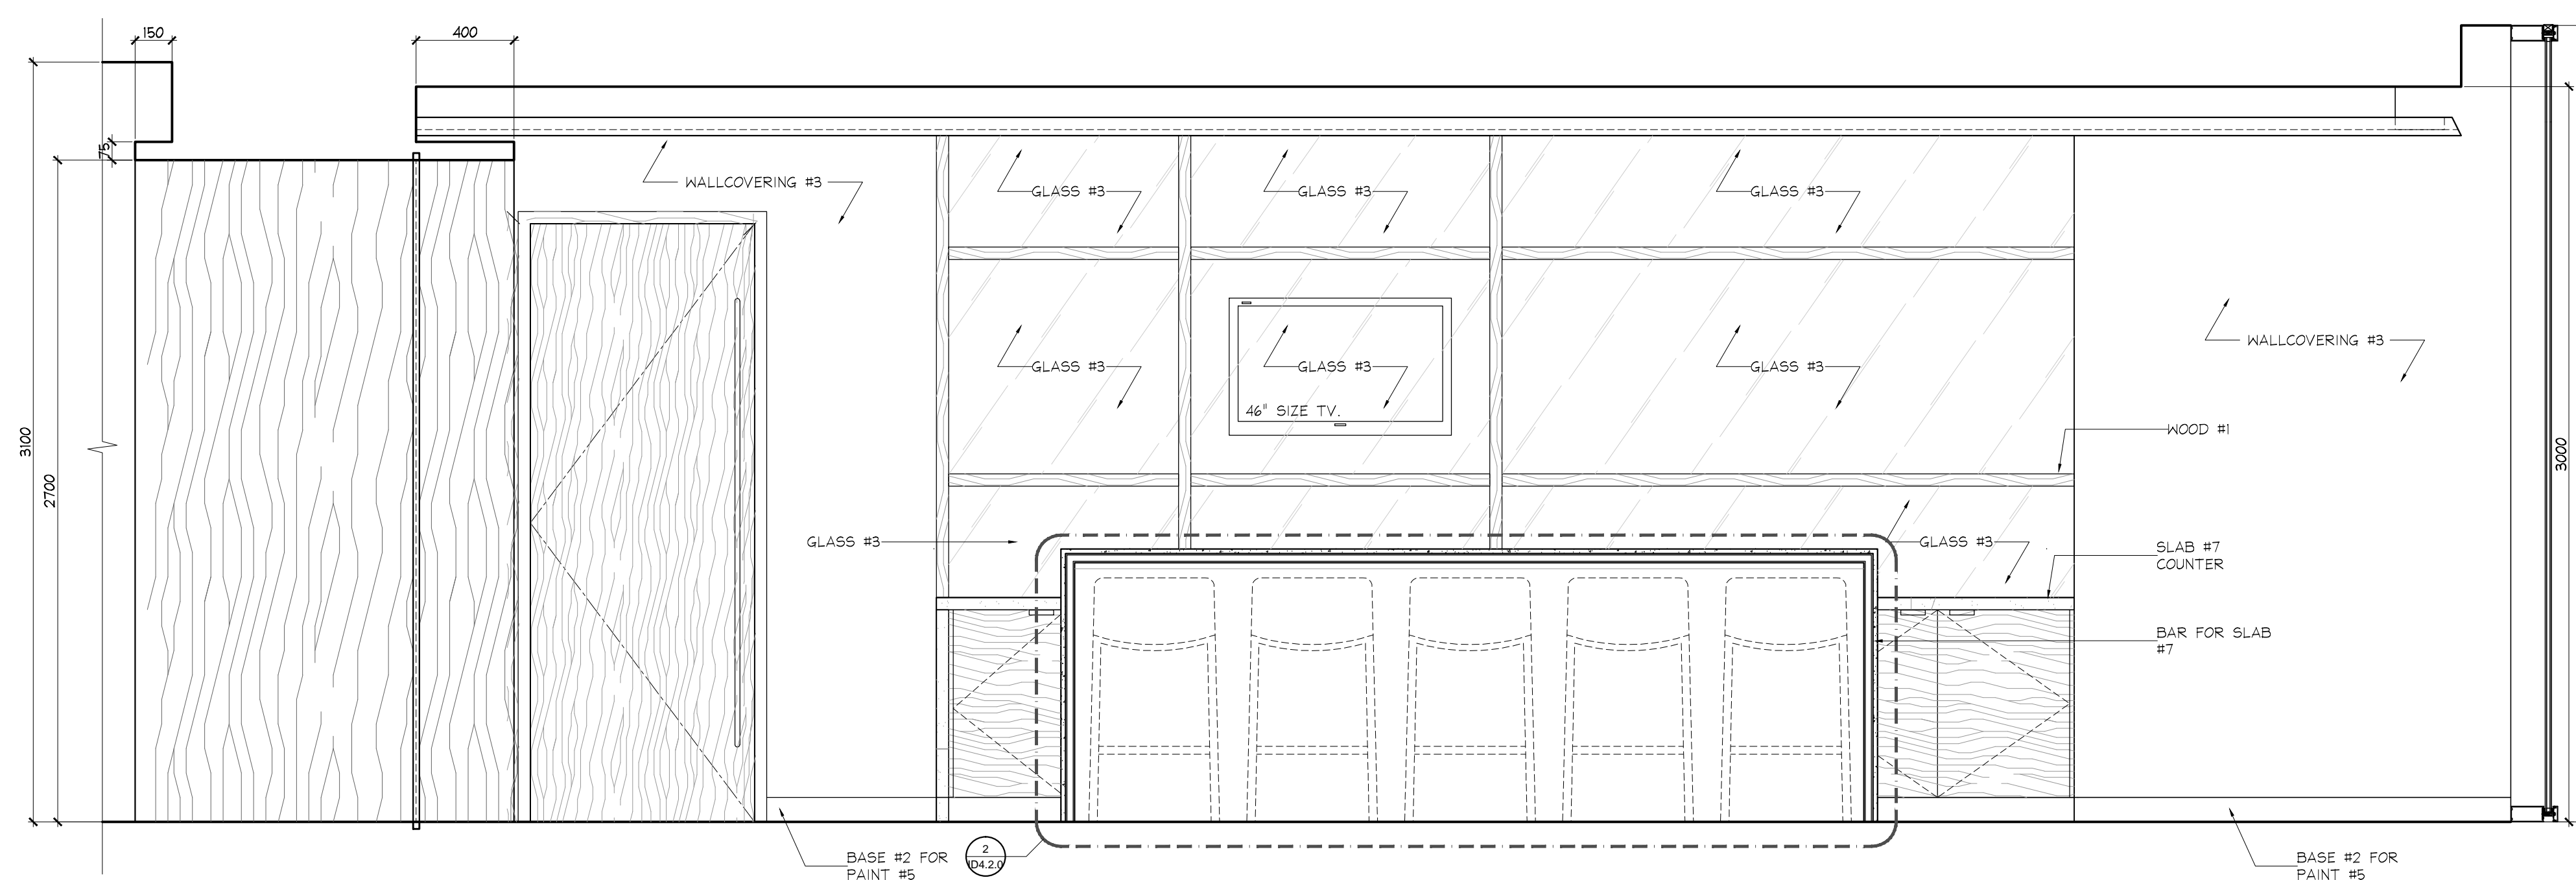 150
400
75
3100
2700
3000
WALLCOVERING #3
GLASS #3
GLASS #3
GLASS #3
GLASS #3
GLASS #3
GLASS #3
46" SIZE TV.
WALLCOVERING #3
WOOD #1
GLASS #3
GLASS #3
SLAB #7
COUNTER
BAR FOR SLAB
#7
BASE #2 FOR
PAINT #5
2
ID4.2.0
BASE #2 FOR
PAINT #5